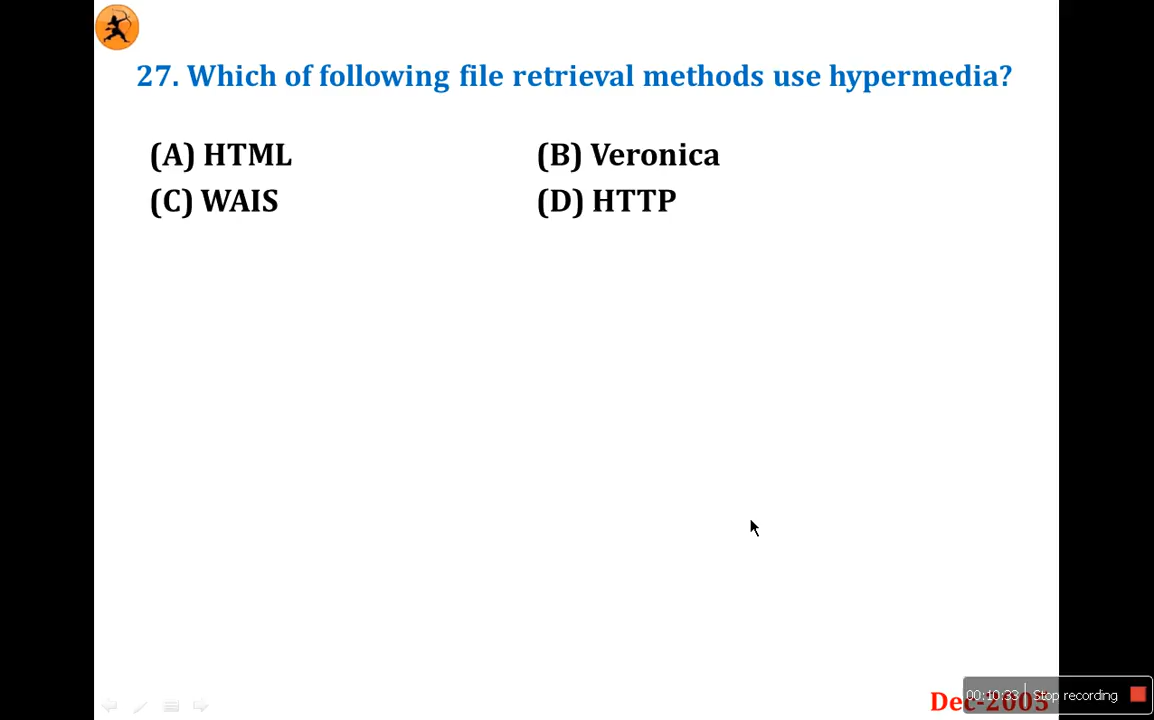 27. Which of following file retrieval methods use hypermedia?
(A) HTML (B) Veronica
(C) WAIS (D) HTTP
00:10:33 Stop recording